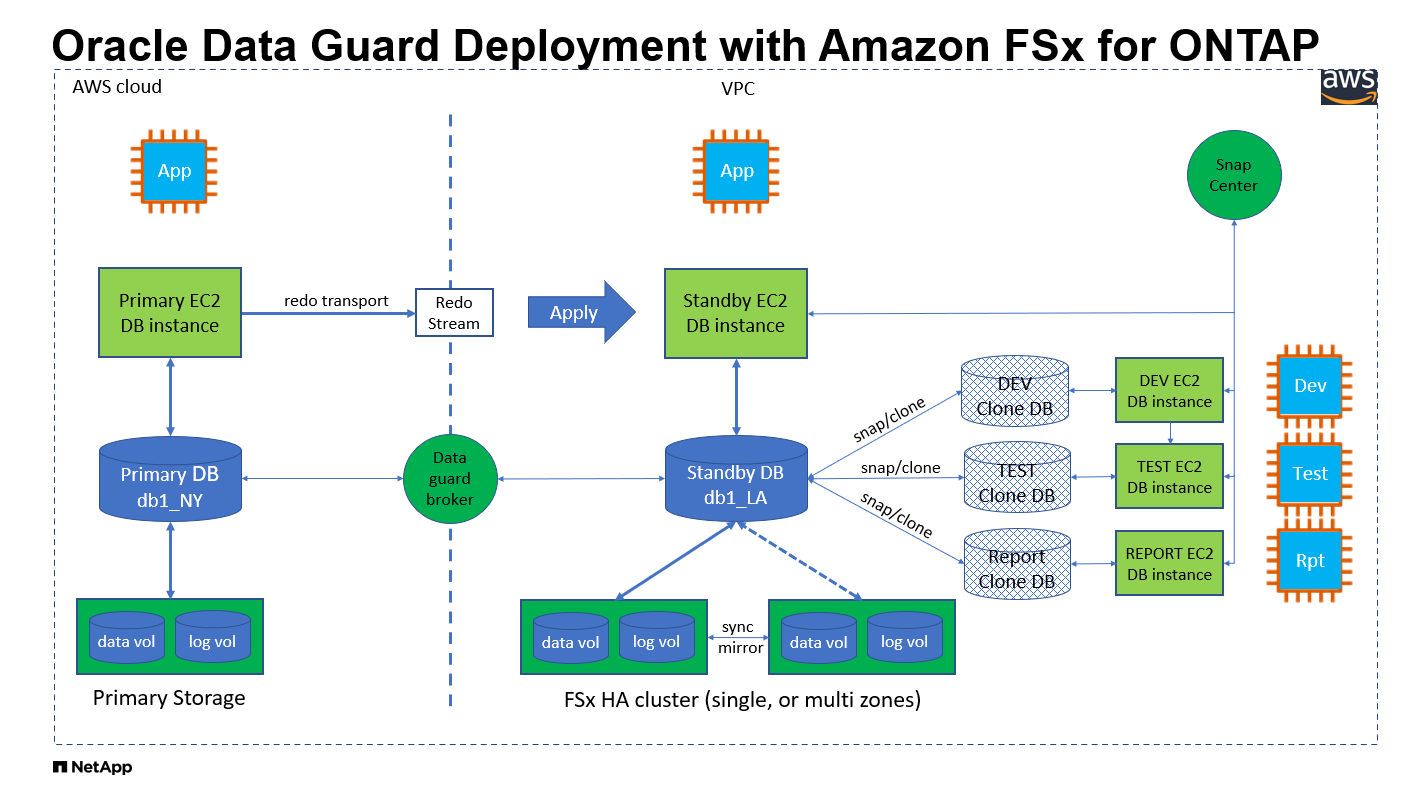 Oracle Data Guard Deployment with Amazon FSx for ONTAP
AWS cloud
VPC
aws
App
App
Snap
Center
Primary EC2
DB instance
redo transport
Redo
Stream
Apply
Standby EC2
DB instance
DEV
Clone DB
DEV EC2
DB instance
Dev
snap/clone
Primary DB
db1_NY
Data
guard
broker
Standby DB
db1_LA
snap/clone
TEST
Clone DB
TEST EC2
DB instance
Test
snap/clone
Report
Clone DB
REPORT EC2
DB instance
Rpt
data vol
log vol
data vol
log vol
sync
mirror
data vol
log vol
Primary Storage
FSx HA cluster (single, or multi zones)
NetApp